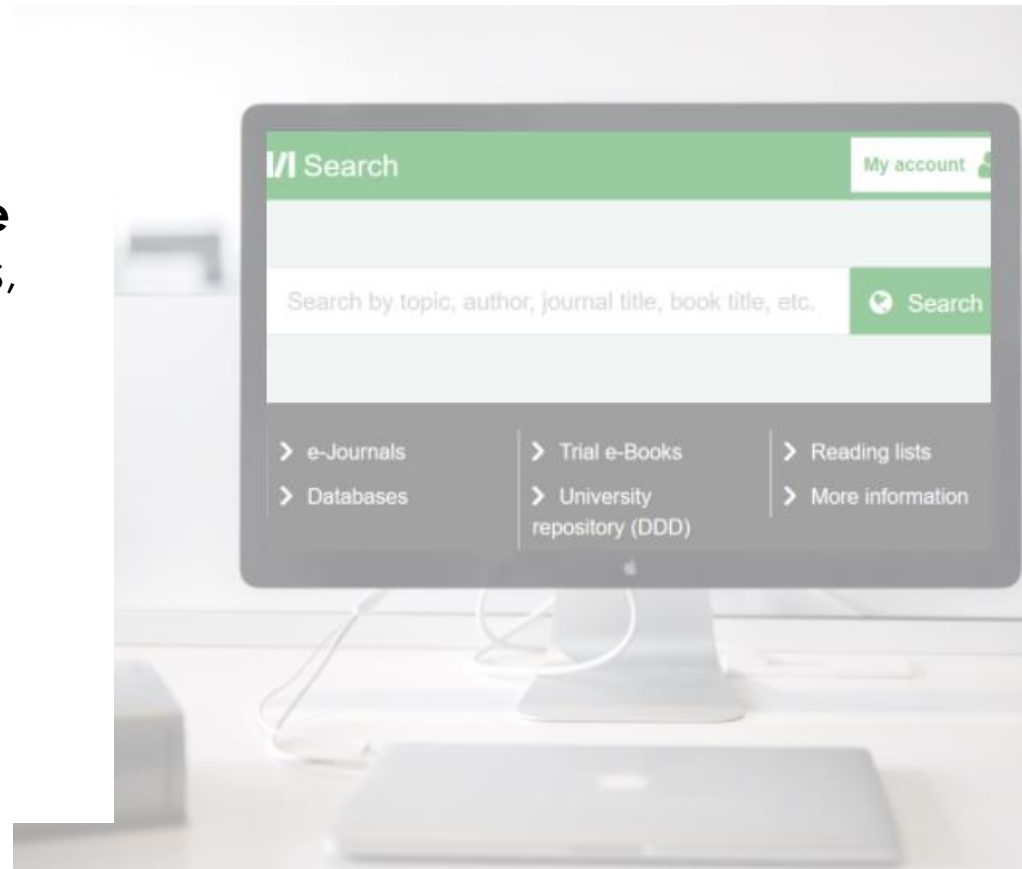 e
s,
Search
My account
Search by topic, author, journal title, book title, etc.
Search
e-Journals
Trial e-Books
Reading lists
Databases
University
repository (DDD)
More information